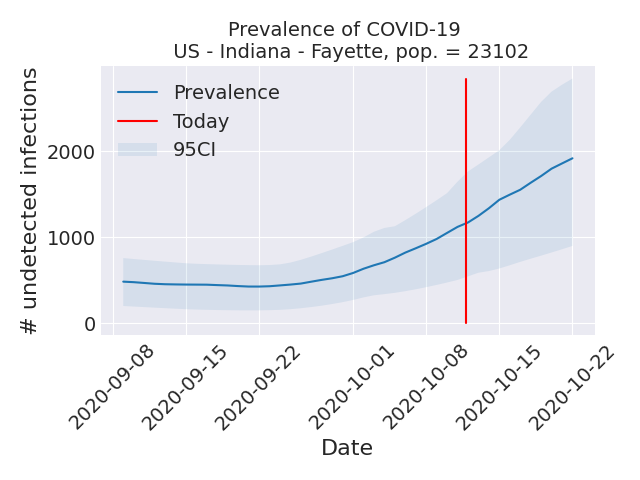 Prevalence of COVID-19
US - Indiana - Fayette, pop. = 23102
# undetected infections
2000
1000
0
Prevalence
Today
95CI
2020-09-08
2020-09-15
2020-09-22
2020-10-01
2020-10-08
2020-10-15
2020-10-22
Date